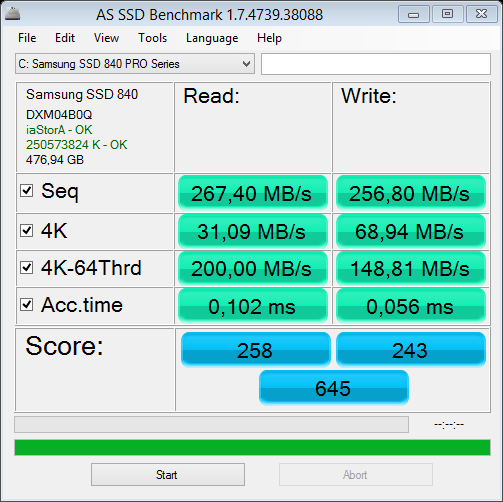 AS SSD Benchmark 1.7.4739.38088
File Edit View Tools Language Help
C: Samsung SSD 840 PRO Series
Samsung SSD 840
DXM04B0Q
iaStorA - OK
250573824 K - OK
476,94 GB
Read: Write:
Seq 267,40 MB/s 256,80 MB/s
4K 31,09 MB/s 68,94 MB/s
4K-64Thrd 200,00 MB/s 148,81 MB/s
Acc.time 0,102 ms 0,056 ms
Score: 258 243
645
--:--:--
Start Abort